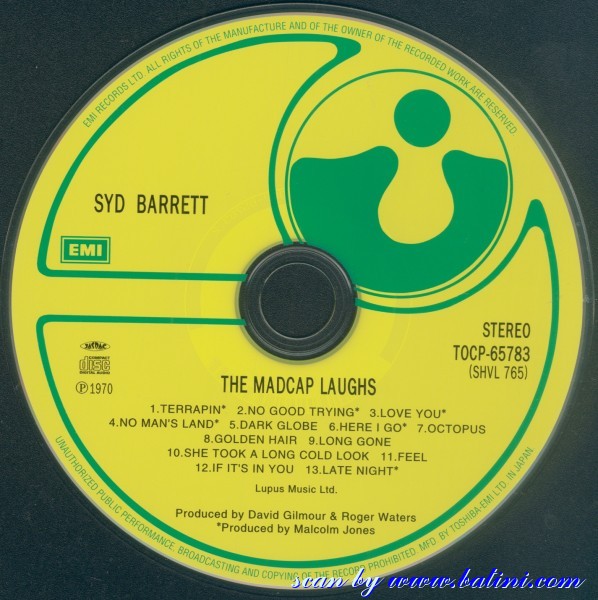 EMI RECORDS LTD. ALL RIGHTS OF THE MANUFACTURE AND OF THE OWNER OF THE RECORDED WORK ARE RESERVED.
SYD BARRETT
EMI
STEREO
TOCP-65783
(SHVL 765)
COMPACT
disc
DIGITAL AUDIO
℗1970
THE MADCAP LAUGHS
1.TERRAPIN* 2.NO GOOD TRYING* 3.LOVE YOU*
4.NO MAN'S LAND* 5.DARK GLOBE 6.HERE I GO* 7.OCTOPUS
8.GOLDEN HAIR 9.LONG GONE
10.SHE TOOK A LONG COLD LOOK 11.FEEL
12.IF IT'S IN YOU 13.LATE NIGHT*
Lupus Music Ltd.
Produced by David Gilmour & Roger Waters
*Produced by Malcolm Jones
UNAUTHORIZED PUBLIC PERFORMANCE, BROADCASTING AND COPYING OF THE RECORD PROHIBITED. MFD. BY TOSHIBA-EMI LTD. IN JAPAN
scan by www.batini.com